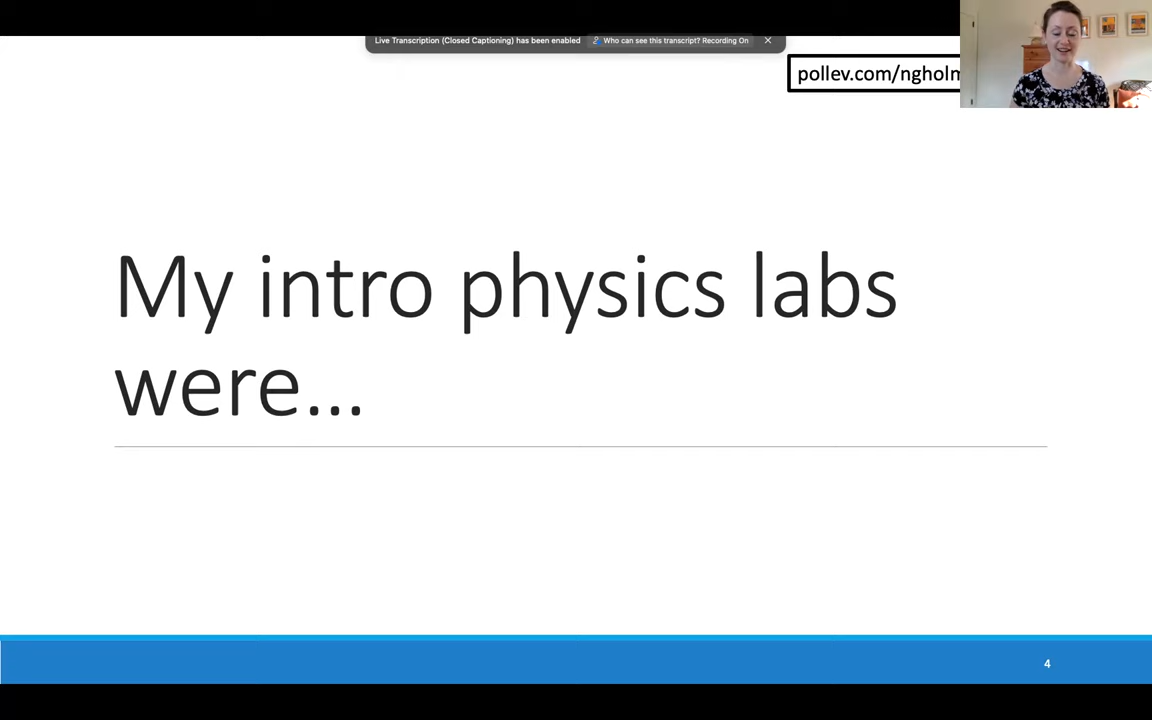 Live Transcription (Closed Captioning) has been enabled Who can see this transcript? Recording On
pollev.com/ngholm
My intro physics labs
were...
4